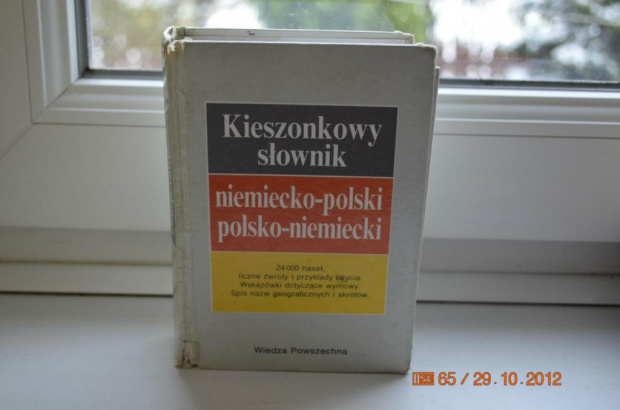 Kieszonkowy
słownik
niemiecko-polski
polsko-niemiecki
24 000 haseł,
liczne zwroty i przykłady użycia.
Wskazówki dotyczące wymowy.
Spis nazw geograficznych i skrótów.
Wiedza Powszechna
65 / 29.10.2012